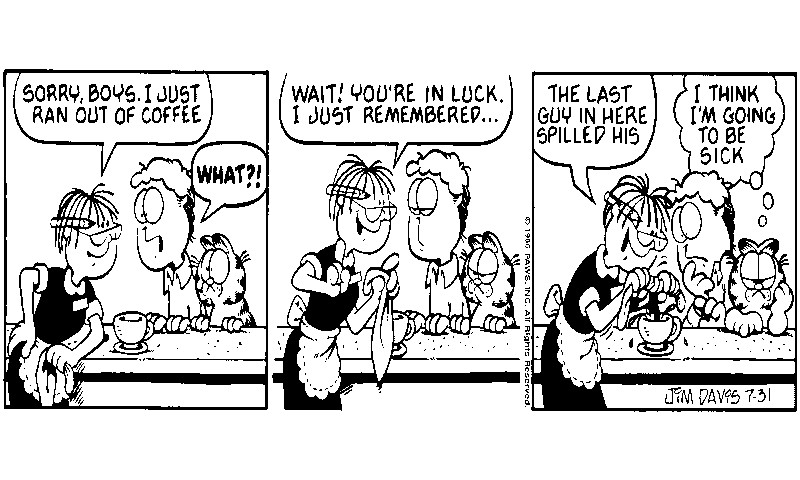 SORRY, BOYS. I JUST
RAN OUT OF COFFEE
WHAT?!
WAIT! YOU'RE IN LUCK.
I JUST REMEMBERED...
THE LAST
GUY IN HERE
SPILLED HIS
I THINK
I'M GOING
TO BE
SICK
PAWS, INC. All Rights Reserved.
JIM DAVIS 7-31